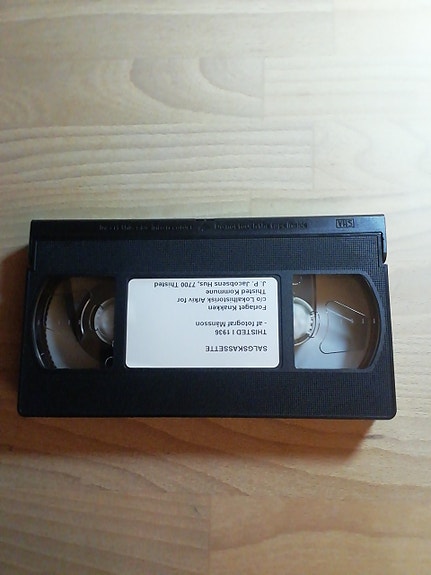 SALGSKASSETTE
THISTED I 1936
- af fotograf Månsson
Forlaget Knakken
c/o Lokalhistorisk Arkiv for
Thisted Kommune
J. P. Jacobsens Hus, 7700 Thisted
VHS